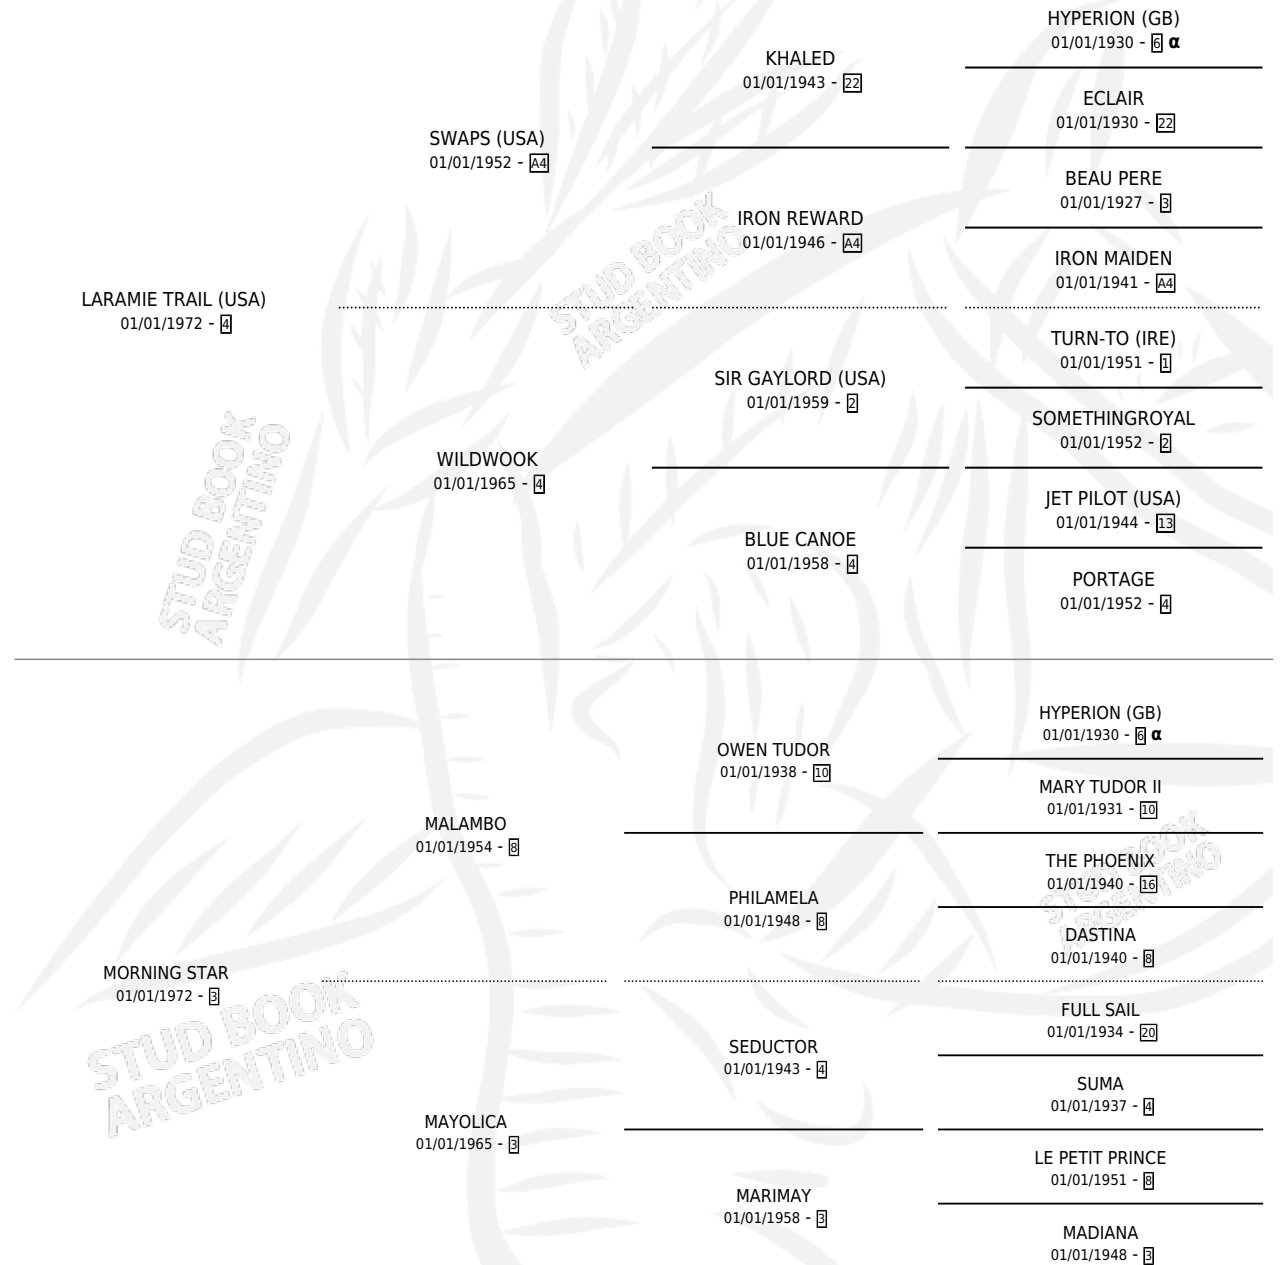 HYPERION (GB)
01/01/1930 - 6 α
KHALED
01/01/1943 - 22
ECLAIR
01/01/1930 - 22
SWAPS (USA)
01/01/1952 - A4
BEAU PERE
01/01/1927 - 3
IRON REWARD
01/01/1946 - A4
IRON MAIDEN
01/01/1941 - A4
LARAMIE TRAIL (USA)
01/01/1972 - 4
TURN-TO (IRE)
01/01/1951 - 1
SIR GAYLORD (USA)
01/01/1959 - 2
SOMETHINGROYAL
01/01/1952 - 2
WILDWOOK
01/01/1965 - 4
JET PILOT (USA)
01/01/1944 - 13
BLUE CANOE
01/01/1958 - 4
PORTAGE
01/01/1952 - 4
HYPERION (GB)
01/01/1930 - 6 α
OWEN TUDOR
01/01/1938 - 10
MARY TUDOR II
01/01/1931 - 10
MALAMBO
01/01/1954 - 8
THE PHOENIX
01/01/1940 - 16
PHILAMELA
01/01/1948 - 8
DASTINA
01/01/1940 - 8
MORNING STAR
01/01/1972 - 3
FULL SAIL
01/01/1934 - 20
SEDUCTOR
01/01/1943 - 4
SUMA
01/01/1937 - 4
MAYOLICA
01/01/1965 - 3
LE PETIT PRINCE
01/01/1951 - 8
MARIMAY
01/01/1958 - 3
MADIANA
01/01/1948 - 3
STUD BOOK
ARGENTINO
STUD BOOK
ARGENTINO
STUD BOOK
ARGENTINO
STUD BOOK
ARGENTINO